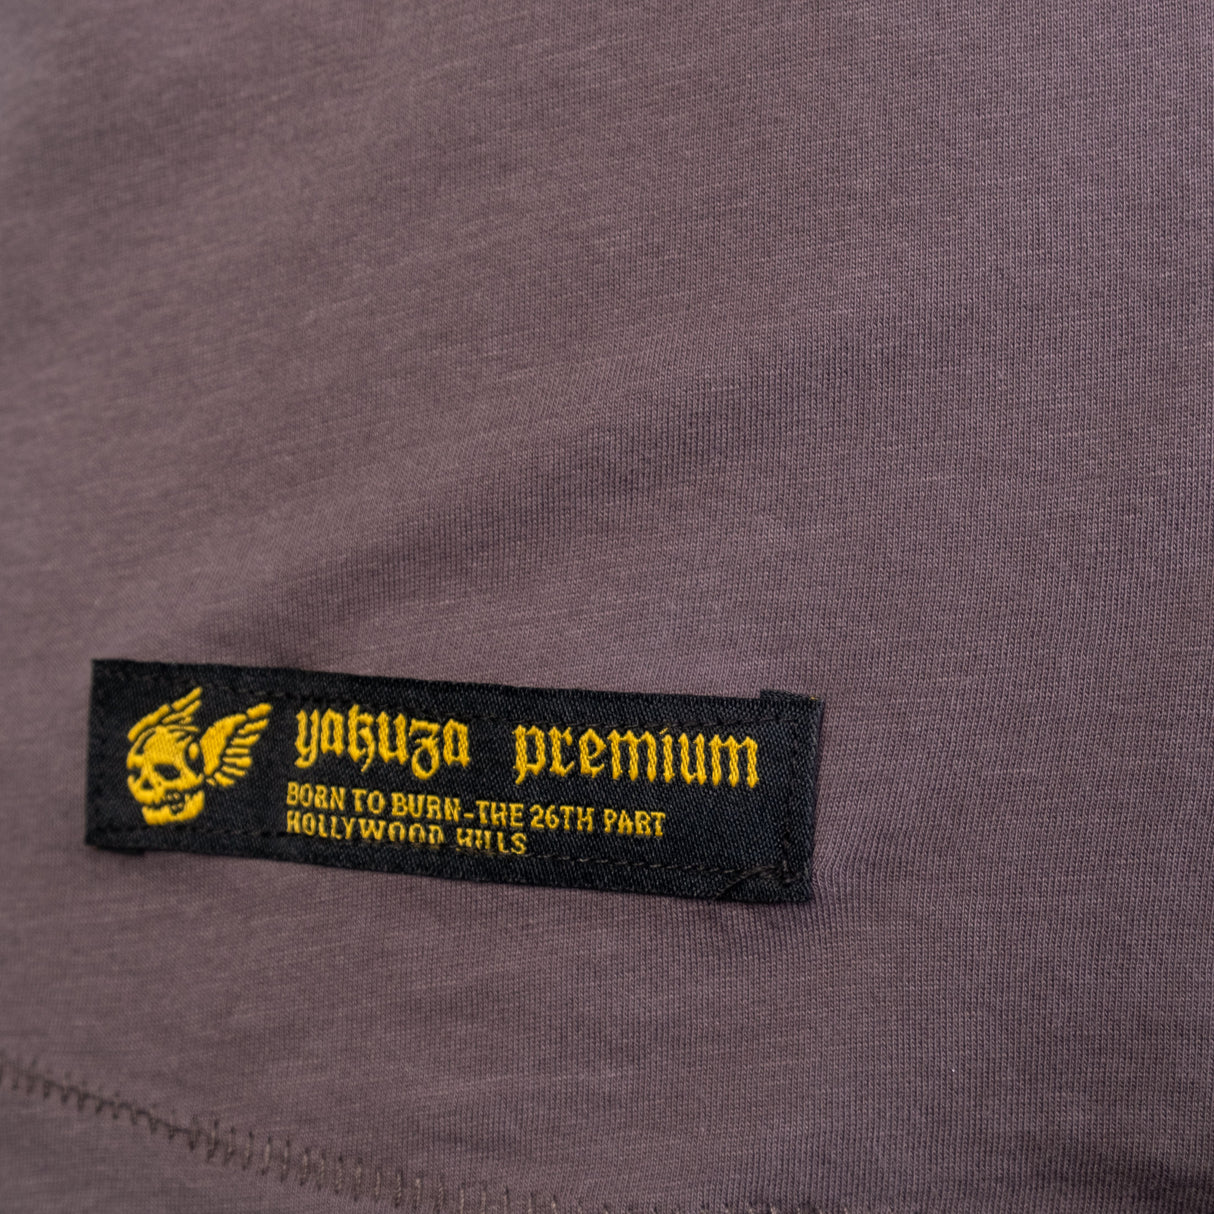 yakuza premium
BORN TO BURN-THE 26TH PART
HOLLYWOOD HILLS